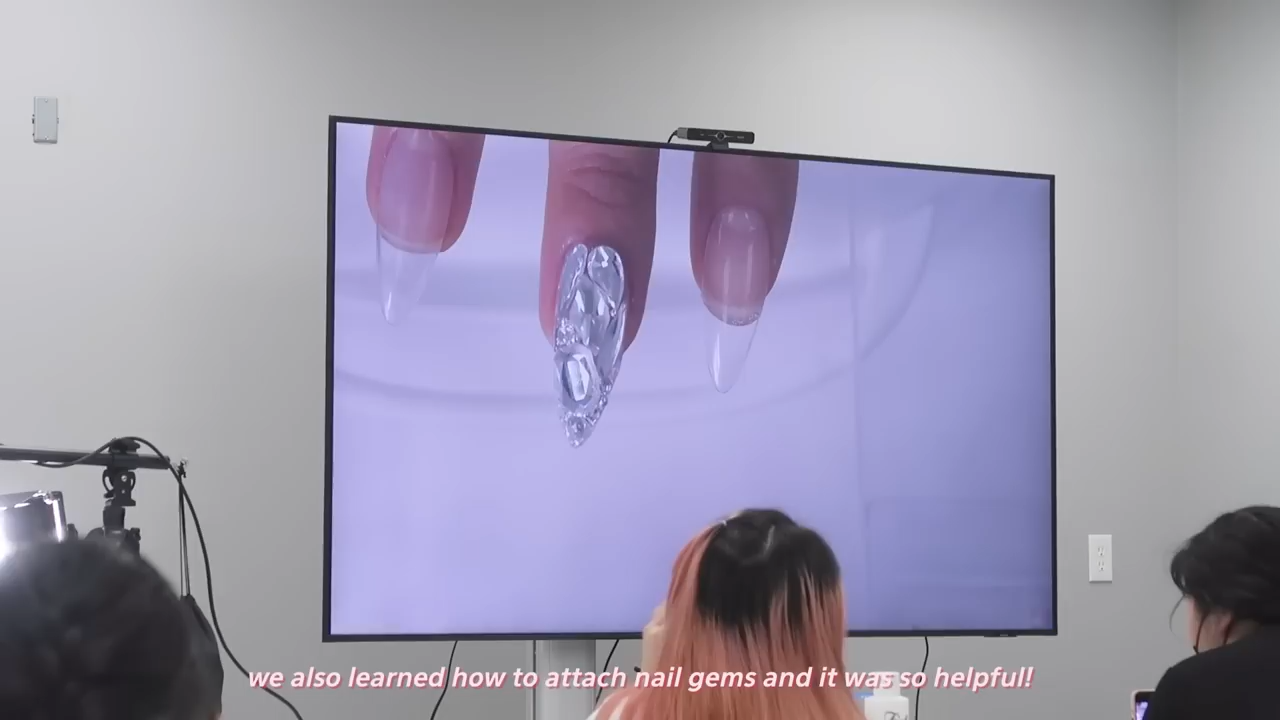 we also learned how to attach nail gems and it was so helpful!